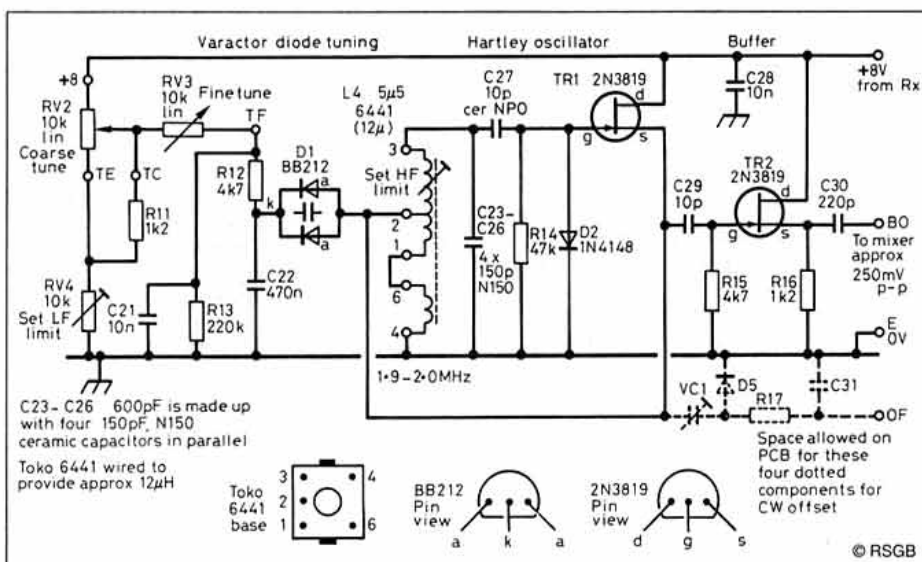 Varactor diode tuning
Hartley oscillator
Buffer
+8
RV2
10k
lin
Coarse
tune
RV3
10k
lin
Fine tune
TF
TE
TC
R11
1k2
R12
4k7
D1
BB212
a
k
a
RV4
10k
Set LF
limit
C21
10n
R13
220k
C22
470n
L4 5μ5
6441
(12μ)
3
Set HF
limit
2
1
6
4
1·9–2·0MHz
C27
10p
cer NPO
C23–
C26
4 x
150p
N150
R14
47k
D2
1N4148
TR1 2N3819
d
g
s
C28
10n
+8V
from Rx
TR2
2N3819
d
g
s
C29
10p
C30
220p
BO
To mixer
approx
250mV
p-p
R15
4k7
R16
1k2
E
0V
VC1
D5
R17
C31
OF
Space allowed on
PCB for these
four dotted
components for
CW offset
C23–C26 600pF is made up
with four 150pF, N150
ceramic capacitors in parallel
Toko 6441 wired to
provide approx 12μH
Toko
6441
base
3
2
1
4
6
BB212
Pin
view
a
k
a
2N3819
Pin
view
d
g
s
© RSGB